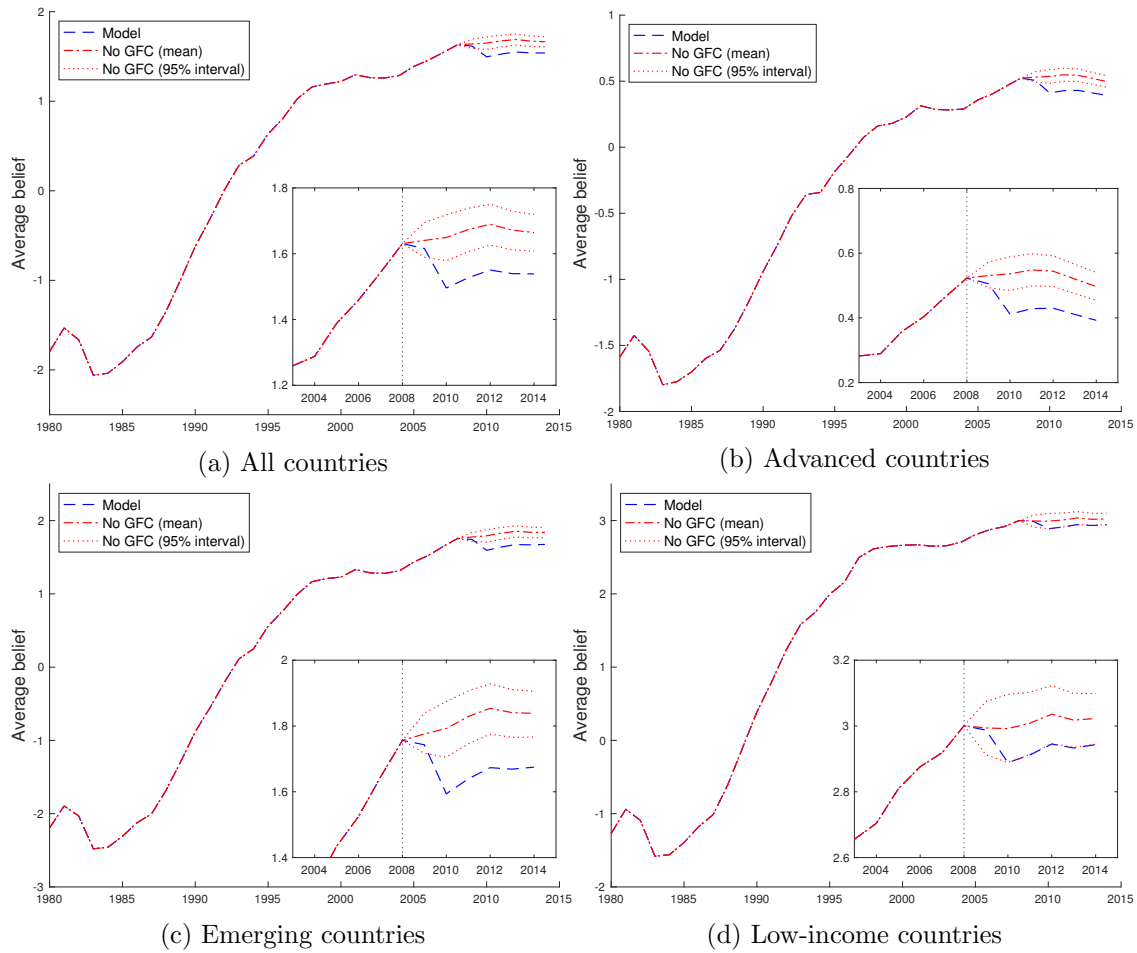 Model
No GFC (mean)
No GFC (95% interval)
Average belief
1
0
-1
-2
2
1980 1985 1990 1995 2000 2005 2010 2015
1.8
1.6
1.4
1.2
2004 2006 2008 2010 2012 2014
(a) All countries
Model
No GFC (mean)
No GFC (95% interval)
Average belief
1
0.5
0
-0.5
-1
-1.5
-2
1980 1985 1990 1995 2000 2005 2010 2015
0.8
0.6
0.4
0.2
2004 2006 2008 2010 2012 2014
(b) Advanced countries
Model
No GFC (mean)
No GFC (95% interval)
Average belief
2
1
0
-1
-2
-3
1980 1985 1990 1995 2000 2005 2010 2015
2
1.8
1.6
1.4
2004 2006 2008 2010 2012 2014
(c) Emerging countries
Model
No GFC (mean)
No GFC (95% interval)
Average belief
3
2
1
0
-1
-2
1980 1985 1990 1995 2000 2005 2010 2015
3.2
3
2.8
2.6
2004 2006 2008 2010 2012 2014
(d) Low-income countries